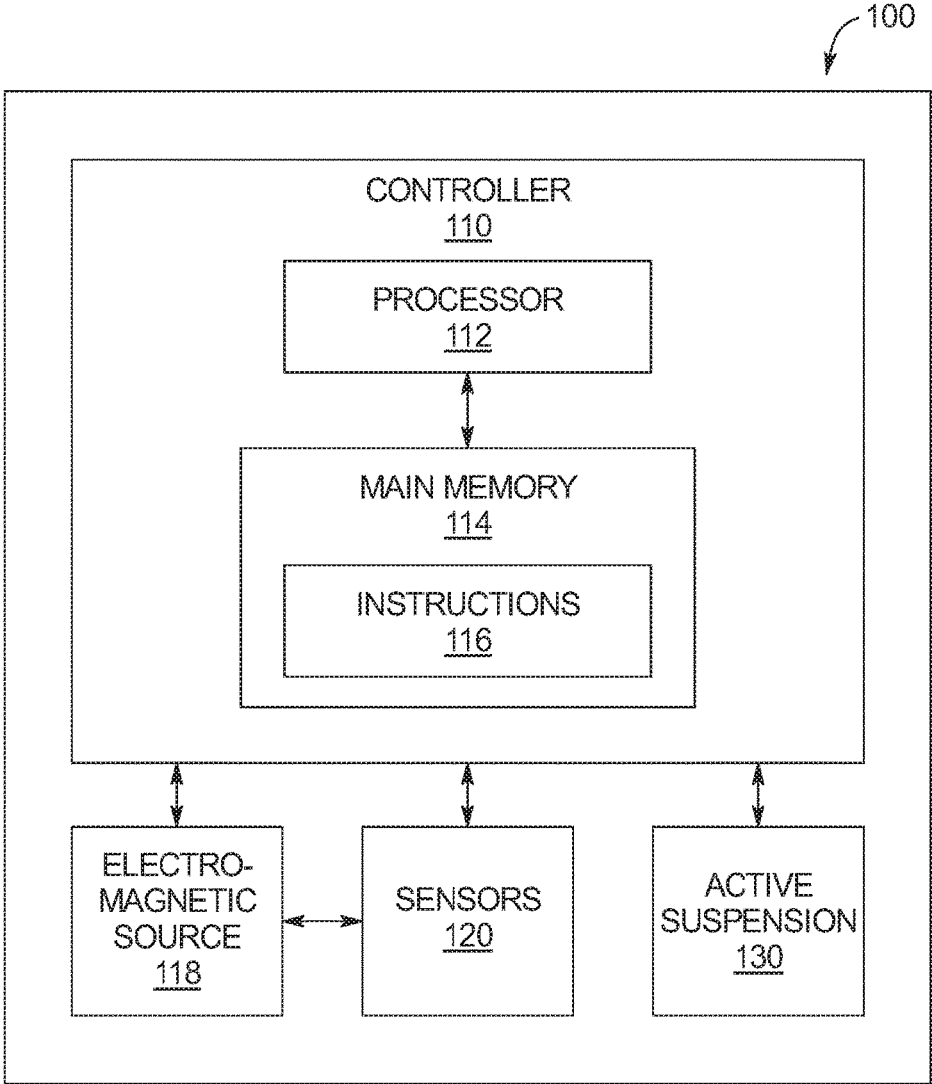 100
CONTROLLER
110
PROCESSOR
112
MAIN MEMORY
114
INSTRUCTIONS
116
ELECTRO-
MAGNETIC
SOURCE
118
SENSORS
120
ACTIVE
SUSPENSION
130